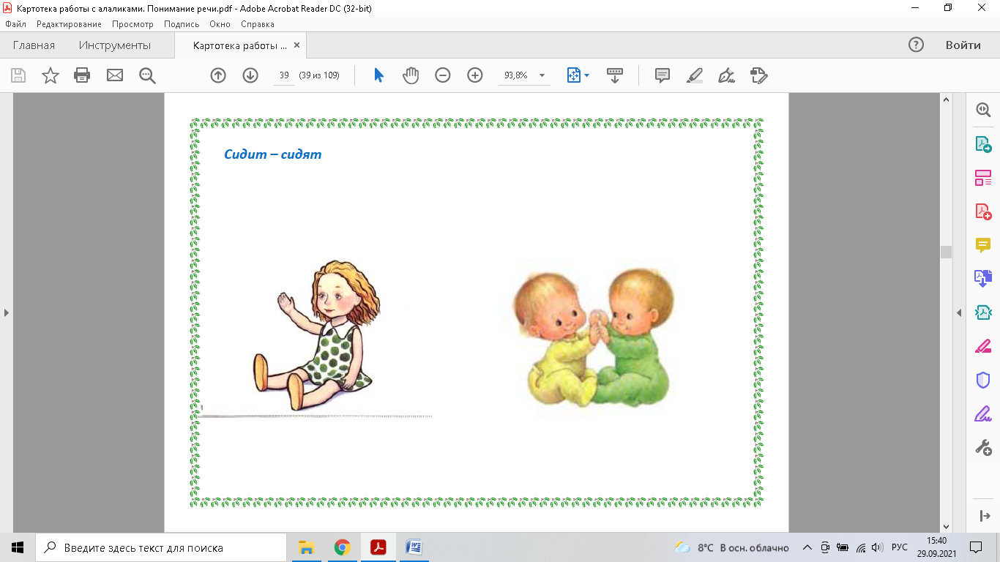 Картотека работы с алаликами. Понимание речи.pdf - Adobe Acrobat Reader DC (32-bit)
Файл Редактирование Просмотр Подпись Окно Справка
Главная Инструменты Картотека работы ... × Войти
39 (39 из 109) 93,8%
Сидит – сидят
Введите здесь текст для поиска
8°C В осн. облачно
РУС
15:40
29.09.2021